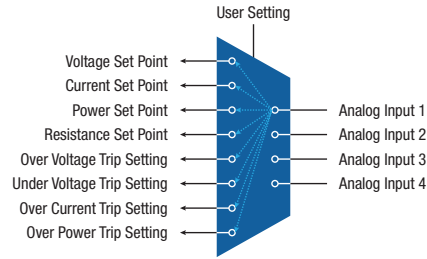 User Setting
Voltage Set Point
Current Set Point
Power Set Point
Analog Input 1
Resistance Set Point
Analog Input 2
Over Voltage Trip Setting
Analog Input 3
Under Voltage Trip Setting
Analog Input 4
Over Current Trip Setting
Over Power Trip Setting